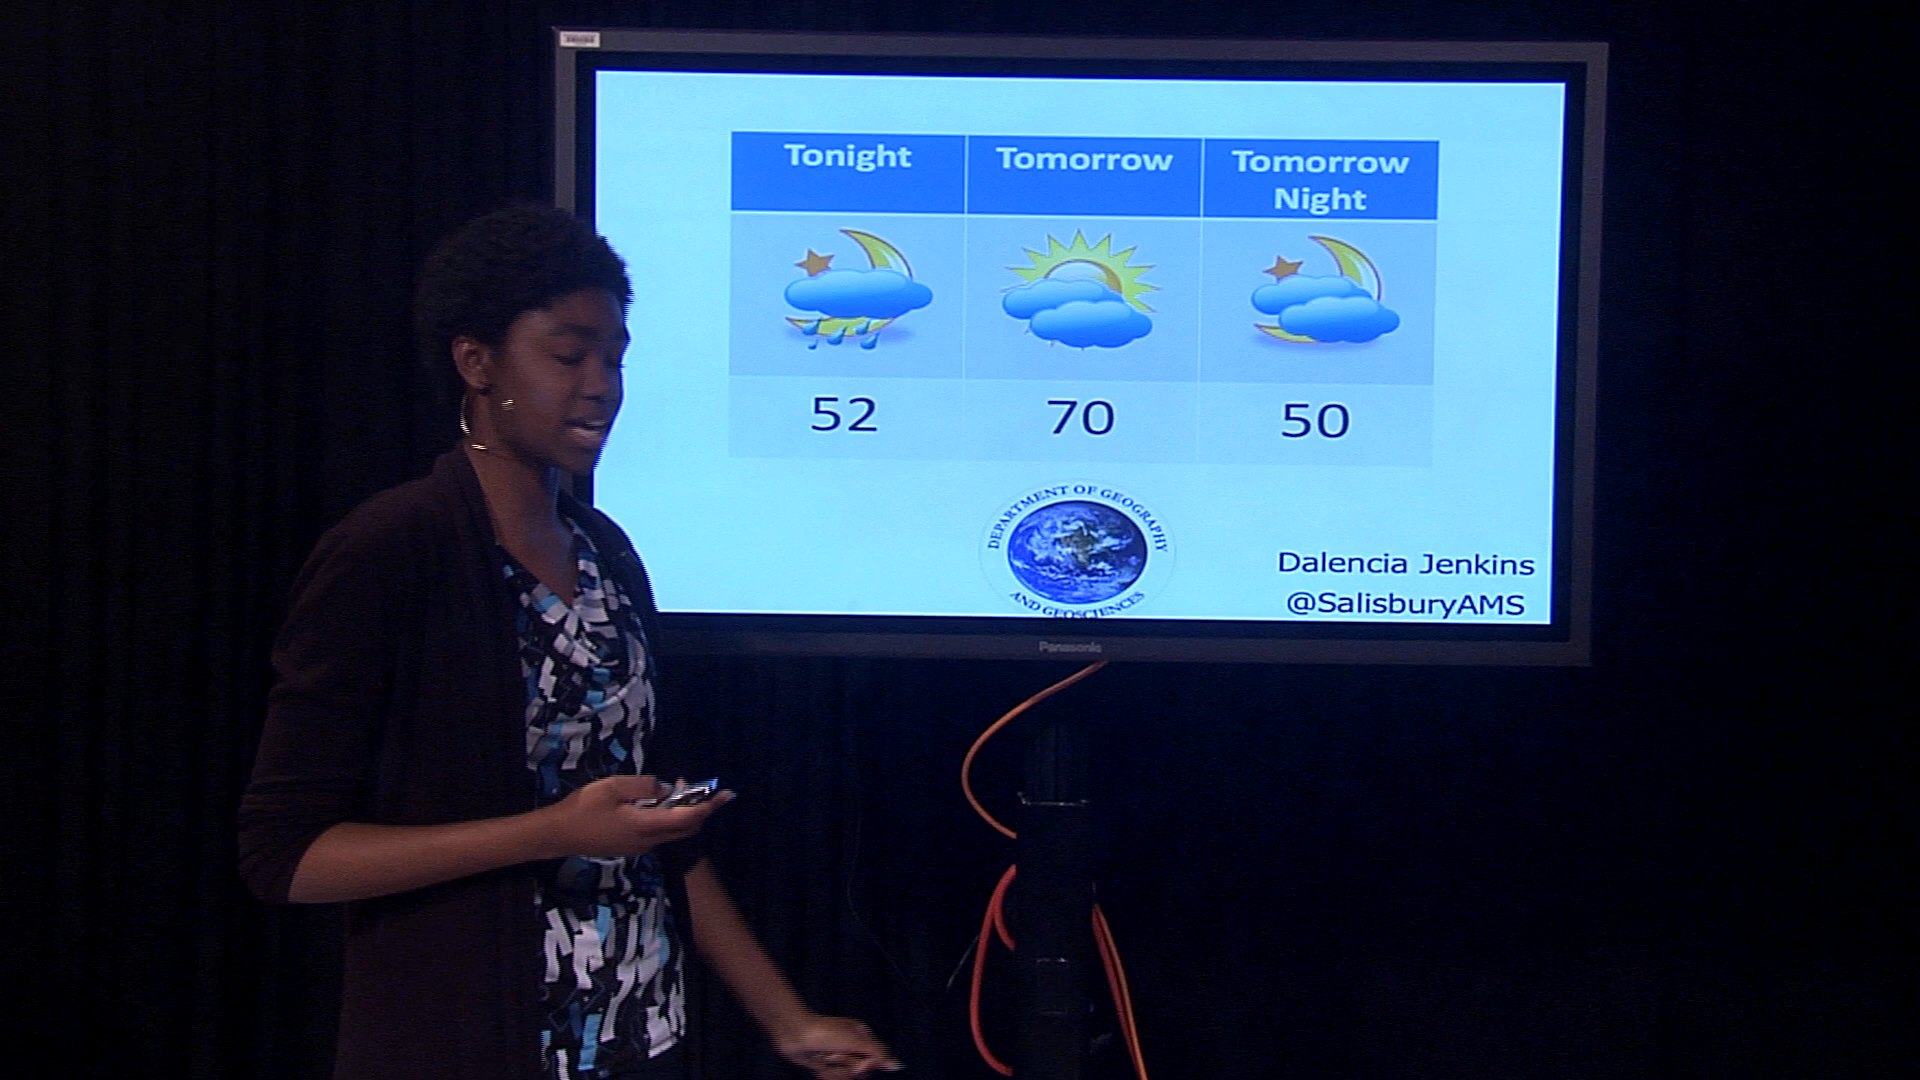 Tonight
Tomorrow
Tomorrow
Night
52
70
50
DEPARTMENT OF GEOGRAPHY
AND GEOSCIENCES
Dalencia Jenkins
@SalisburyAMS
Panasonic